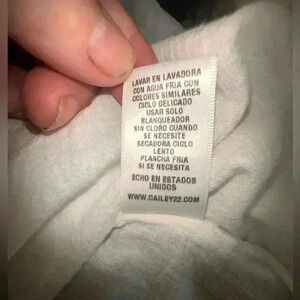 LAVAR EN LAVADORA
CON AGUA FRIA CON
COLORES SIMILARES
CICLO DELICADO
USAR SOLO
BLANQUEADOR
SIN CLORO CUANDO
SE NECESITE
SECADORA CICLO
LENTO
PLANCHA FRIA
SI SE NECESITA
ECHO EN ESTADOS
UNIDOS
WWW.CAILEY22.COM